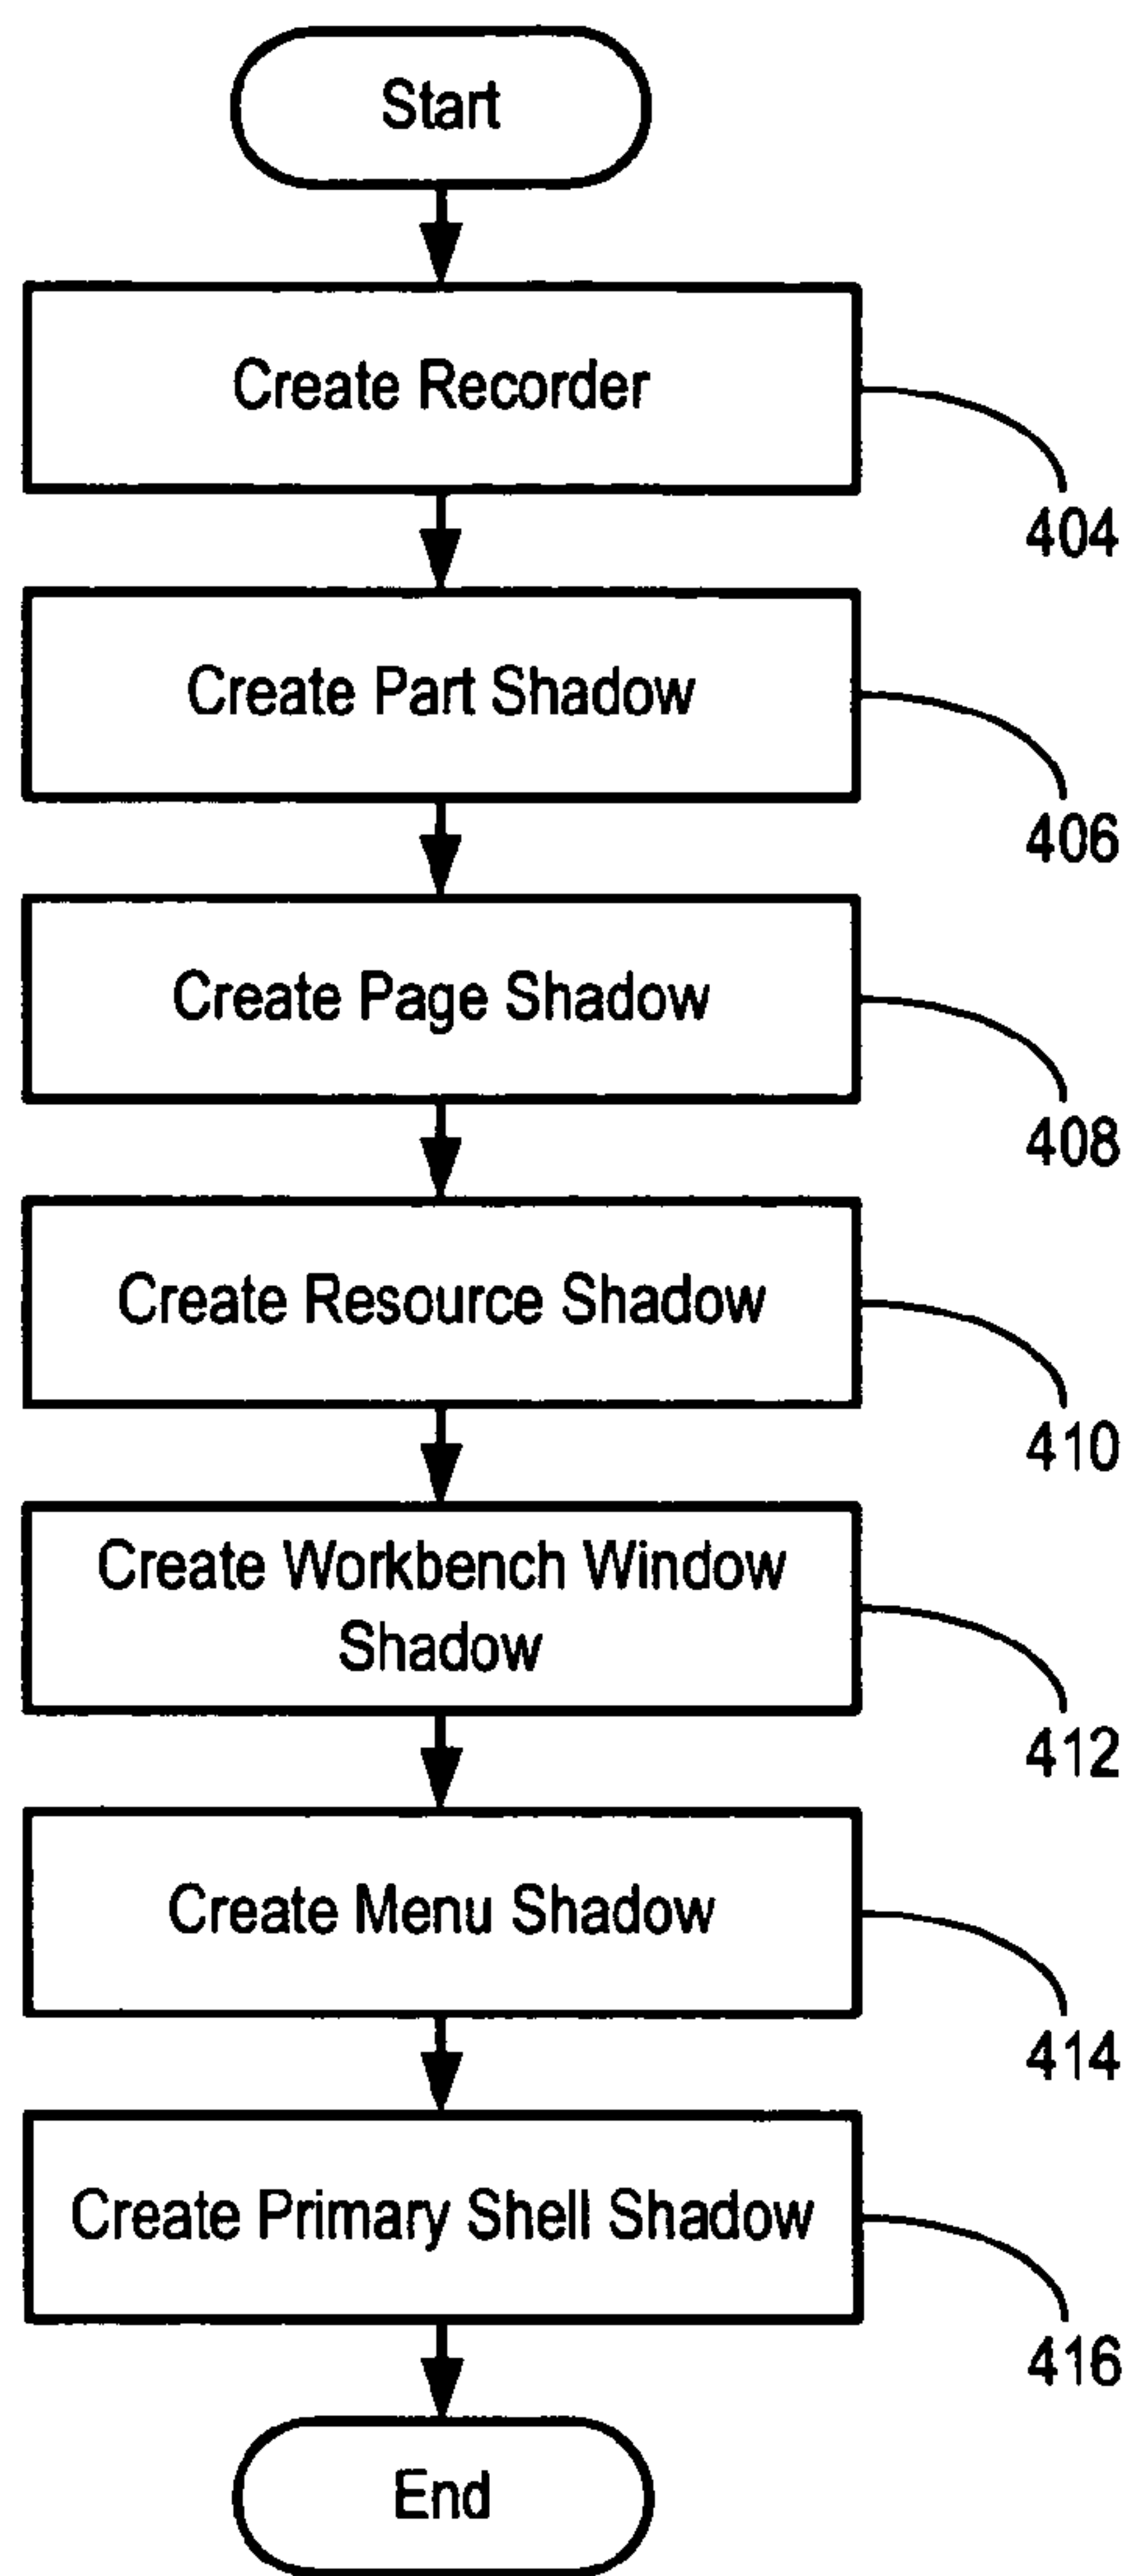 Start
Create Recorder
404
Create Part Shadow
406
Create Page Shadow
408
Create Resource Shadow
410
Create Workbench Window
Shadow
412
Create Menu Shadow
414
Create Primary Shell Shadow
416
End